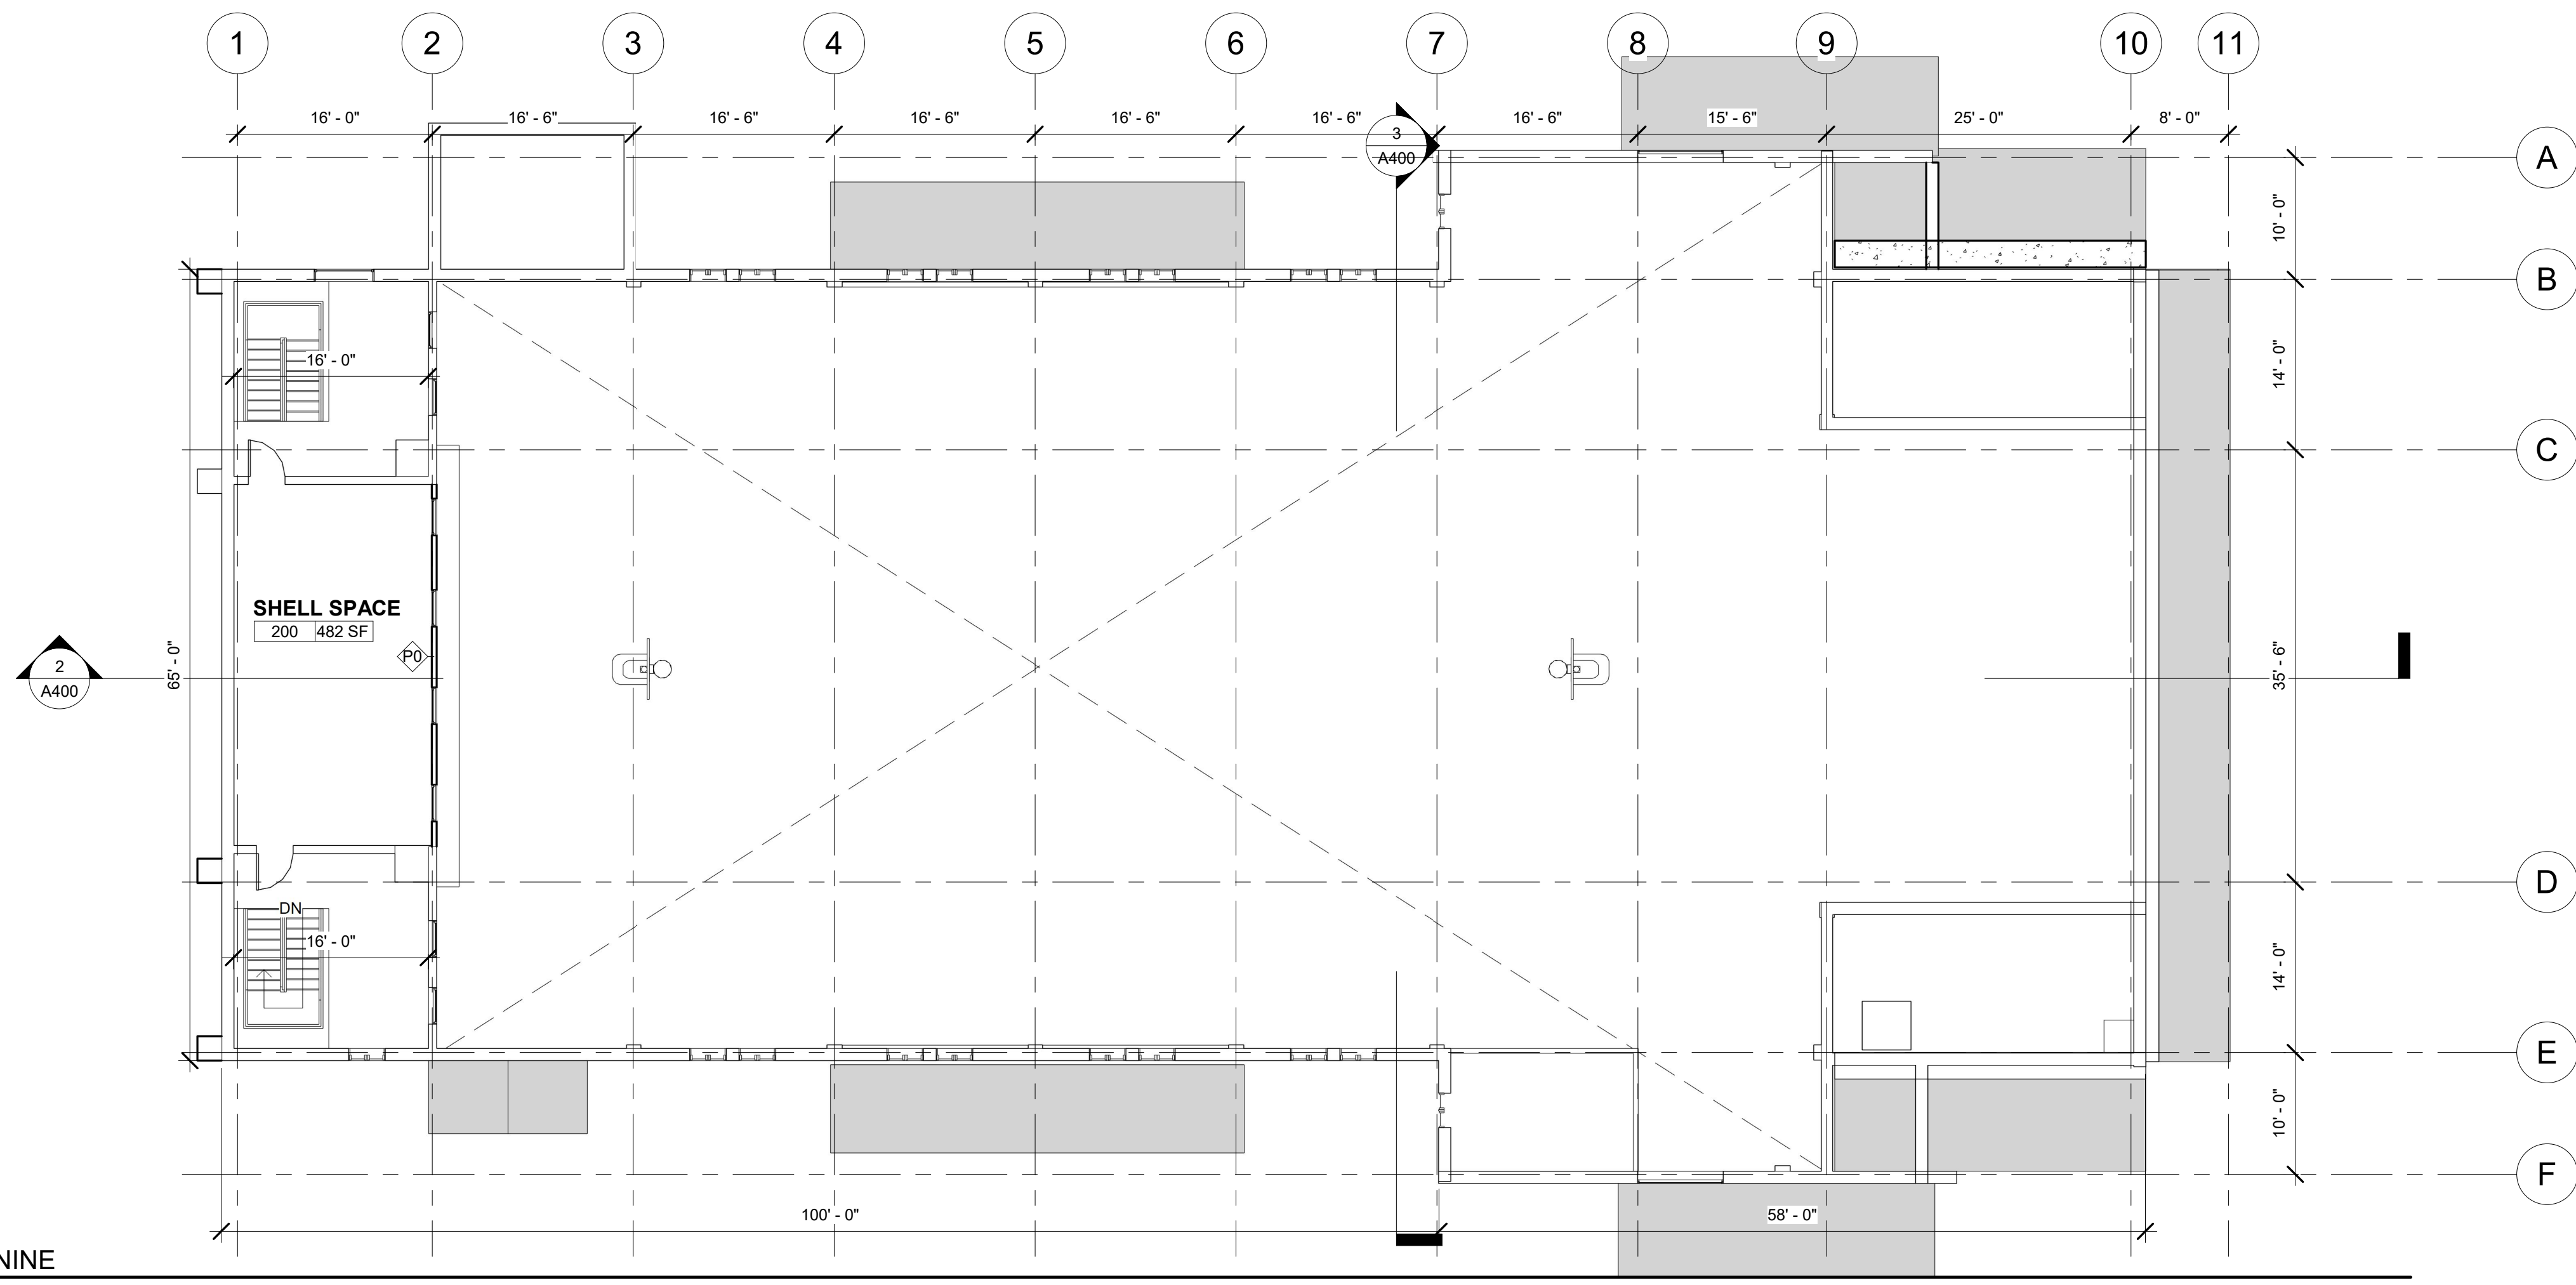 1 2 3 4 5 6 7 8 9 10 11
16' - 0" 16' - 6" 16' - 6" 16' - 6" 16' - 6" 16' - 6" 16' - 6" 15' - 6" 25' - 0" 8' - 0"
3
A400
A
10' - 0"
B
16' - 0"
14' - 0"
C
SHELL SPACE
200 482 SF
P0
2
A400
65' - 0"
35' - 6"
D
DN
16' - 0"
14' - 0"
E
10' - 0"
F
100' - 0" 58' - 0"
NINE